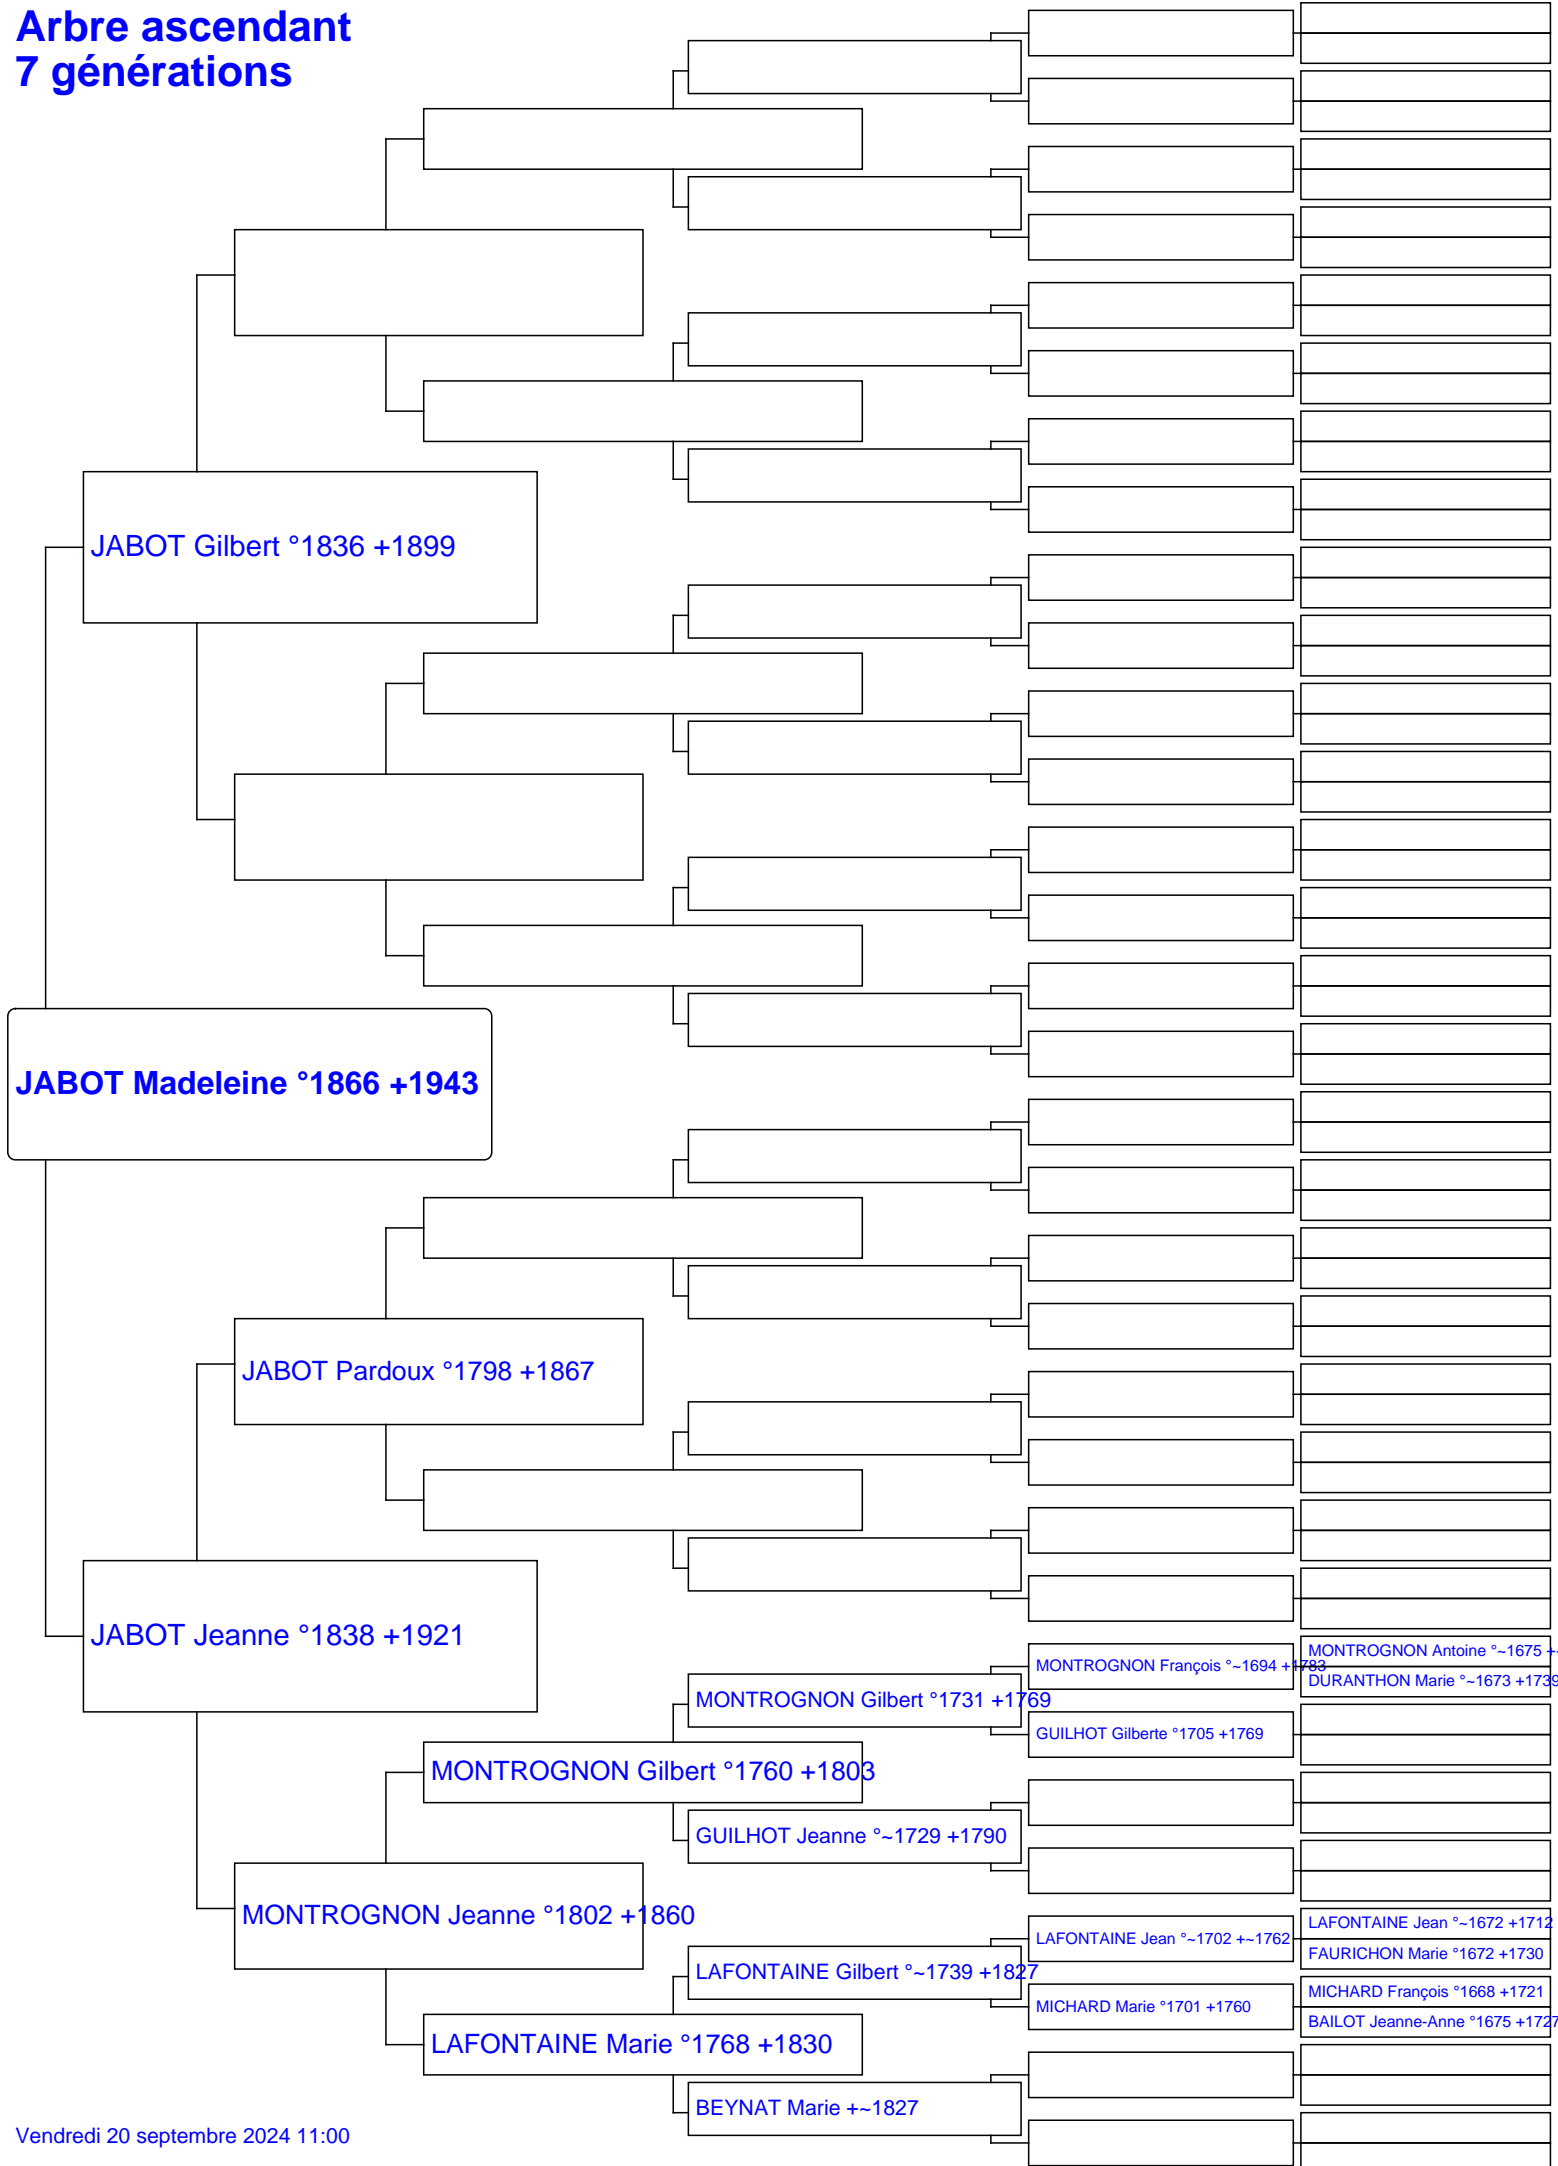 Arbre ascendant
7 générations
JABOT Gilbert °1836 +1899
JABOT Madeleine °1866 +1943
JABOT Pardoux °1798 +1867
JABOT Jeanne °1838 +1921
MONTROGNON Antoine °~1675 +
MONTROGNON François °~1694 +1783
DURANTHON Marie °~1673 +1739
MONTROGNON Gilbert °1731 +1769
GUILHOT Gilberte °1705 +1769
MONTROGNON Gilbert °1760 +1803
GUILHOT Jeanne °~1729 +1790
MONTROGNON Jeanne °1802 +1860
LAFONTAINE Jean °~1672 +1712
LAFONTAINE Jean °~1702 +~1762
FAURICHON Marie °1672 +1730
LAFONTAINE Gilbert °~1739 +1827
MICHARD François °1668 +1721
MICHARD Marie °1701 +1760
BAILOT Jeanne-Anne °1675 +1727
LAFONTAINE Marie °1768 +1830
BEYNAT Marie +~1827
Vendredi 20 septembre 2024 11:00